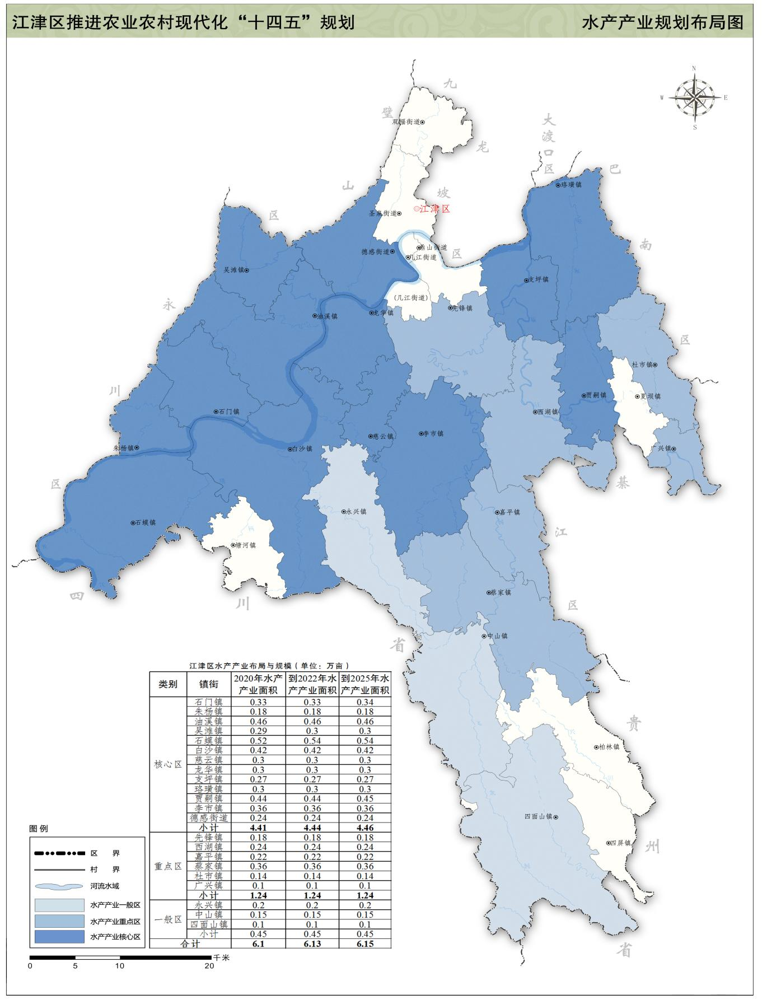 江津区推进农业农村现代化“十四五”规划
水产产业规划布局图
N
W E
S
九
龙
坡
区
璧
山
区
大
渡
口
区
巴
南
区
永
川
区
四
川
省
綦
江
区
贵
州
省
双福街道
圣泉街道
江津区
鼎山街道
几江街道
(几江街道)
德感街道
珞璜镇
吴滩镇
支坪镇
油溪镇
龙华镇
先锋镇
杜市镇
贾嗣镇
夏坝镇
石门镇
西湖镇
慈云镇
李市镇
朱杨镇
白沙镇
广兴镇
永兴镇
嘉平镇
石蟆镇
塘河镇
蔡家镇
中山镇
柏林镇
四面山镇
四屏镇
江津区水产产业布局与规模（单位：万亩）
类别 镇街 2020年水产产业面积 到2022年水产产业面积 到2025年水产产业面积
核心区
石门镇 0.33 0.33 0.34
朱杨镇 0.18 0.18 0.18
油溪镇 0.46 0.46 0.46
吴滩镇 0.29 0.3 0.3
石蟆镇 0.52 0.54 0.54
白沙镇 0.42 0.42 0.42
慈云镇 0.3 0.3 0.3
龙华镇 0.3 0.3 0.3
支坪镇 0.27 0.27 0.27
珞璜镇 0.3 0.3 0.3
贾嗣镇 0.44 0.44 0.45
李市镇 0.36 0.36 0.36
德感街道 0.24 0.24 0.24
小计 4.41 4.44 4.46
重点区
先锋镇 0.18 0.18 0.18
西湖镇 0.24 0.24 0.24
嘉平镇 0.22 0.22 0.22
蔡家镇 0.36 0.36 0.36
杜市镇 0.14 0.14 0.14
广兴镇 0.1 0.1 0.1
小计 1.24 1.24 1.24
一般区
永兴镇 0.2 0.2 0.2
中山镇 0.15 0.15 0.15
四面山镇 0.1 0.1 0.1
小计 0.45 0.45 0.45
合计 6.1 6.13 6.15
图例
区 界
村 界
河流水域
水产产业一般区
水产产业重点区
水产产业核心区
千米
0 5 10 20